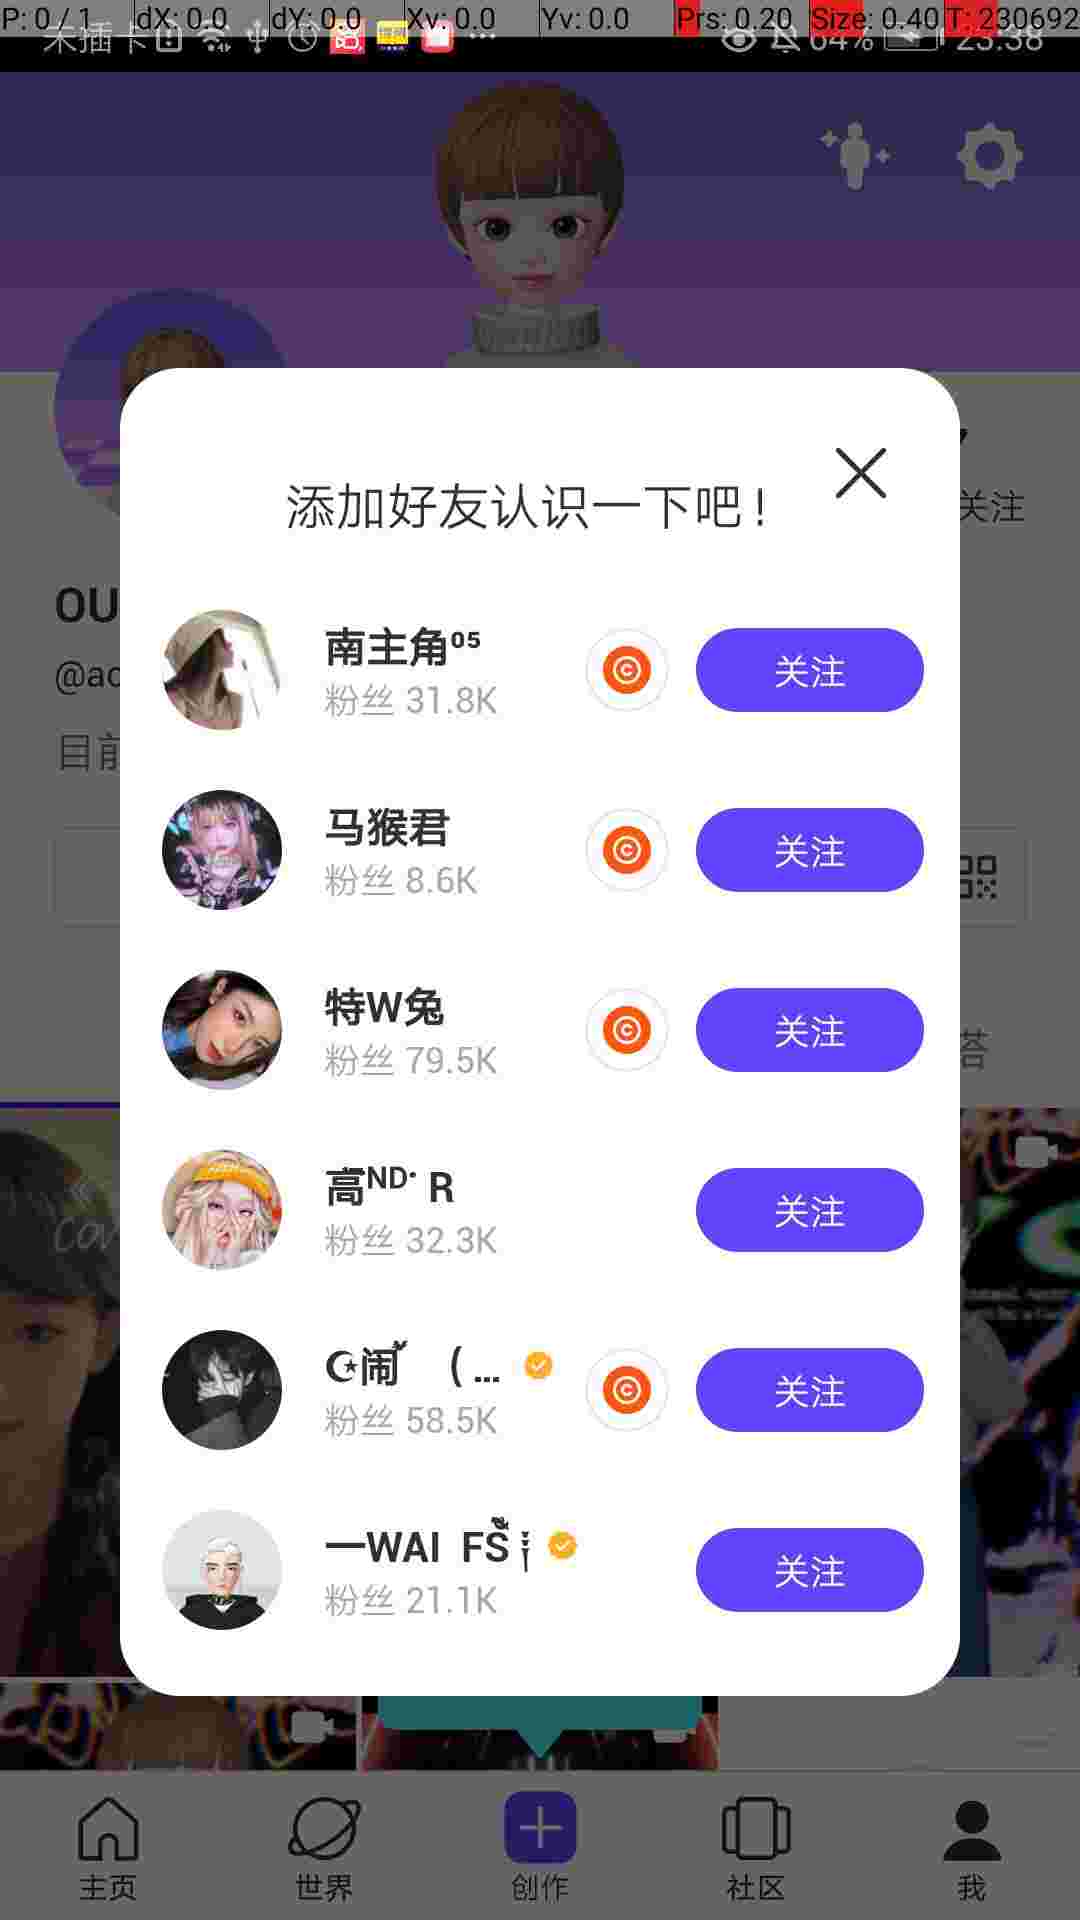 P: 0 / 1 dX: 0.0 dY: 0.0 Xv: 0.0 Yv: 0.0 Prs: 0.20 Size: 0.40 T: 230692
未插卡 64% 23:38
关注
添加好友认识一下吧！
OU
@ac
目前
南主角⁰⁵
粉丝 31.8K
关注
马猴君
粉丝 8.6K
关注
特W兔
粉丝 79.5K
关注
答
高ᴺᴰ· R
粉丝 32.3K
关注
☪闹 (...
粉丝 58.5K
关注
一WAI FS
粉丝 21.1K
关注
主页 世界 创作 社区 我